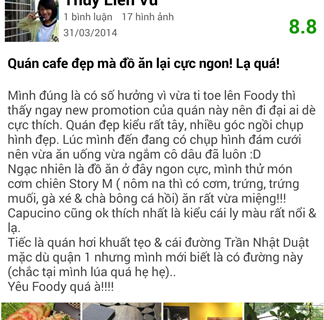 Thuy Lien Vu
1 bình luận 17 hình ảnh
31/03/2014
8.8
Quán cafe đẹp mà đồ ăn lại cực ngon! Lạ quá!
Mình đúng là có số hưởng vì vừa ti toe lên Foody thì
thấy ngay new promotion của quán này nên đi đại ai dè
cực thích. Quán đẹp kiểu rất tây, nhiều góc ngồi chụp
hình đẹp. Lúc mình đến đang có chụp hình đám cưới
nên vừa ăn uống vừa ngắm cô dâu đã luôn :D
Ngạc nhiên là đồ ăn ở đây ngon cực, mình thử món
cơm chiên Story M ( nôm na thì có cơm, trứng, trứng
muối, gà xé & chà bông cá hồi) ăn rất vừa miệng!!!
Capucino cũng ok thích nhất là kiểu cái ly màu rất nổi &
lạ.
Tiếc là quán hơi khuất tẹo & cái đường Trần Nhật Duật
mặc dù quận 1 nhưng mình mới biết là có đường này
(chắc tại mình lúa quá hẹ hẹ)..
Yêu Foody quá à!!!!